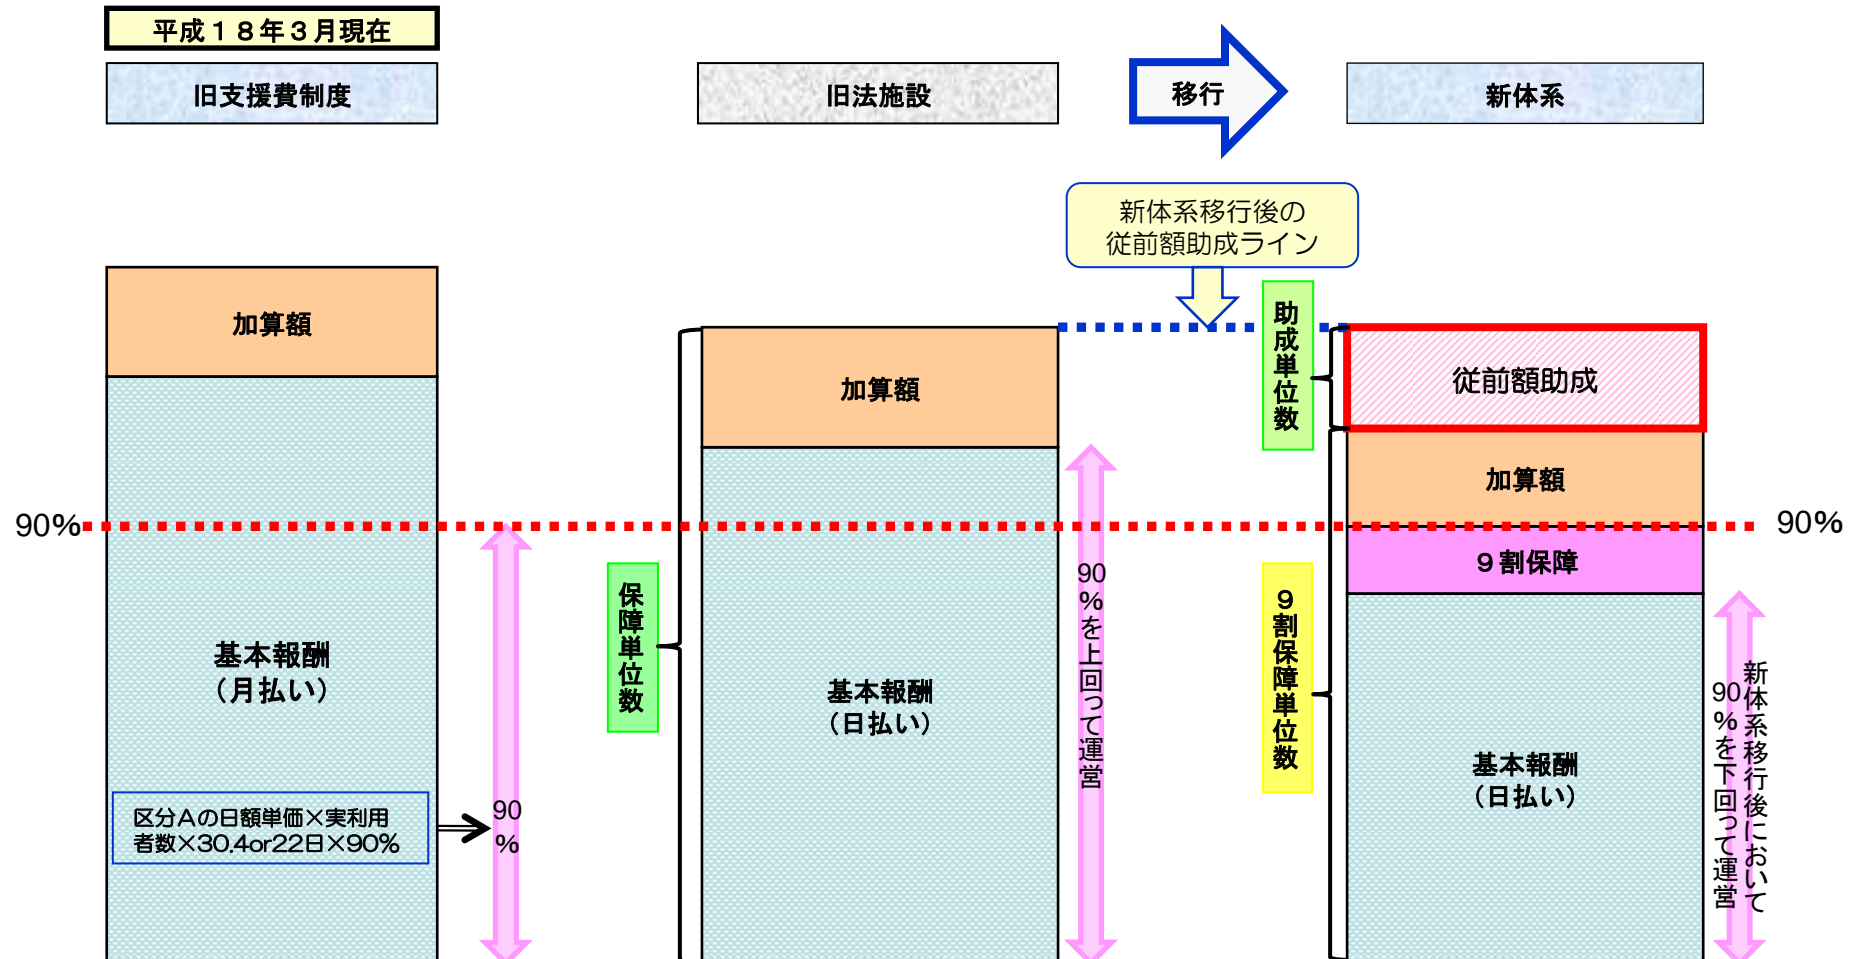 平成１８年３月現在
旧支援費制度
旧法施設
移行
新体系
新体系移行後の
従前額助成ライン
加算額
基本報酬
（月払い）
区分Ａの日額単価×実利用
者数×30.4or22日×90%
90%
90
%
保障単位数
加算額
基本報酬
（日払い）
90%を上回って運営
助成単位数
９割保障単位数
従前額助成
加算額
９割保障
基本報酬
（日払い）
90%
新体系移行後において
90%を下回って運営